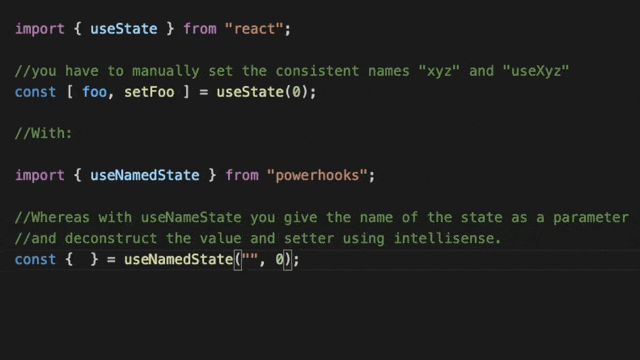 import { useState } from "react";
//you have to manually set the consistent names "xyz" and "useXyz"
const [ foo, setFoo ] = useState(0);
//With:
import { useNamedState } from "powerhooks";
//Whereas with useNameState you give the name of the state as a parameter
//and deconstruct the value and setter using intellisense.
const {  } = useNamedState("", 0);